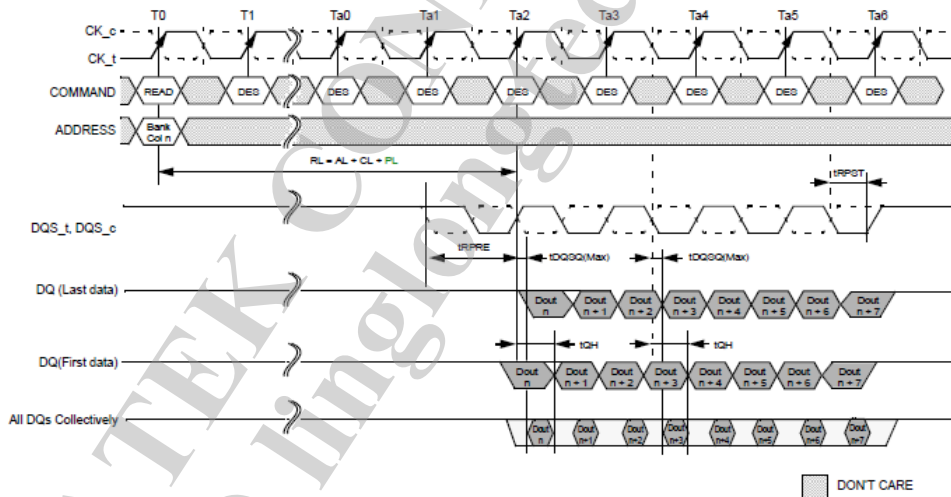 T0 T1 Ta0 Ta1 Ta2 Ta3 Ta4 Ta5 Ta6
CK_c
CK_t
COMMAND READ DES DES DES DES DES DES DES DES
ADDRESS Bank Col n
RL = AL + CL + PL
tRPST
DQS_t, DQS_c
tRPRE tDQSQ(Max) tDQSQ(Max)
DQ (Last data) Dout n Dout n + 1 Dout n + 2 Dout n + 3 Dout n + 4 Dout n + 5 Dout n + 6 Dout n + 7
tQH tQH
DQ(First data) Dout n Dout n + 1 Dout n + 2 Dout n + 3 Dout n + 4 Dout n + 5 Dout n + 6 Dout n + 7
All DQs Collectively Dout n Dout n+1 Dout n+2 Dout n+3 Dout n+4 Dout n+5 Dout n+6 Dout n+7
DON'T CARE
TEK CON
linglongtec